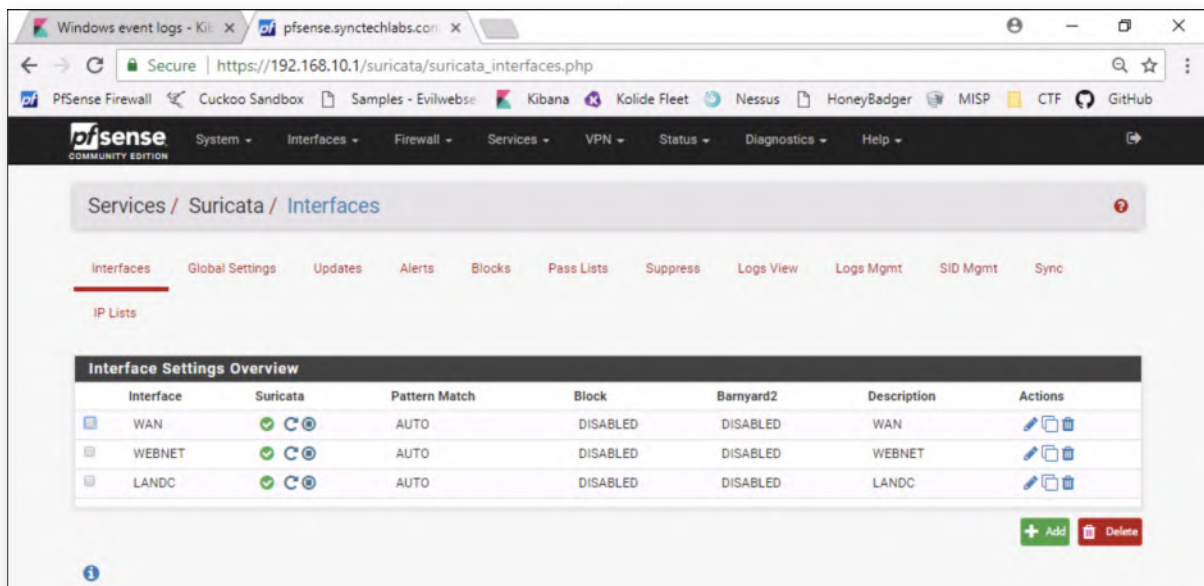 Windows event logs - Kib
pfsense.synctechlabs.con
Secure | https://192.168.10.1/suricata/suricata_interfaces.php
PfSense Firewall Cuckoo Sandbox Samples - Evilwebse Kibana Kolide Fleet Nessus HoneyBadger MISP CTF GitHub
pfsense System Interfaces Firewall Services VPN Status Diagnostics Help
COMMUNITY EDITION
Services / Suricata / Interfaces
Interfaces Global Settings Updates Alerts Blocks Pass Lists Suppress Logs View Logs Mgmt SID Mgmt Sync
IP Lists
Interface Settings Overview
Interface Suricata Pattern Match Block Barnyard2 Description Actions
WAN AUTO DISABLED DISABLED WAN
WEBNET AUTO DISABLED DISABLED WEBNET
LANDC AUTO DISABLED DISABLED LANDC
Add Delete